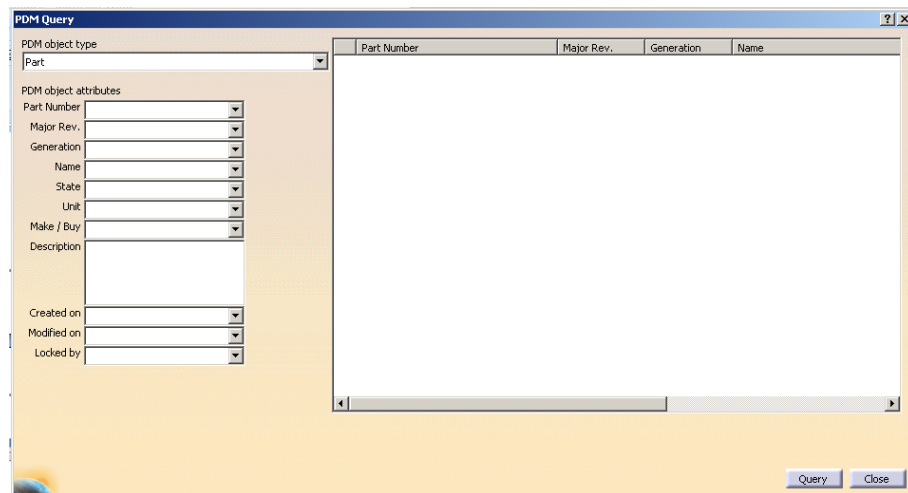 PDM Query
PDM object type
Part
PDM object attributes
Part Number
Major Rev.
Generation
Name
State
Unit
Make / Buy
Description
Created on
Modified on
Locked by
Part Number Major Rev. Generation Name
Query Close